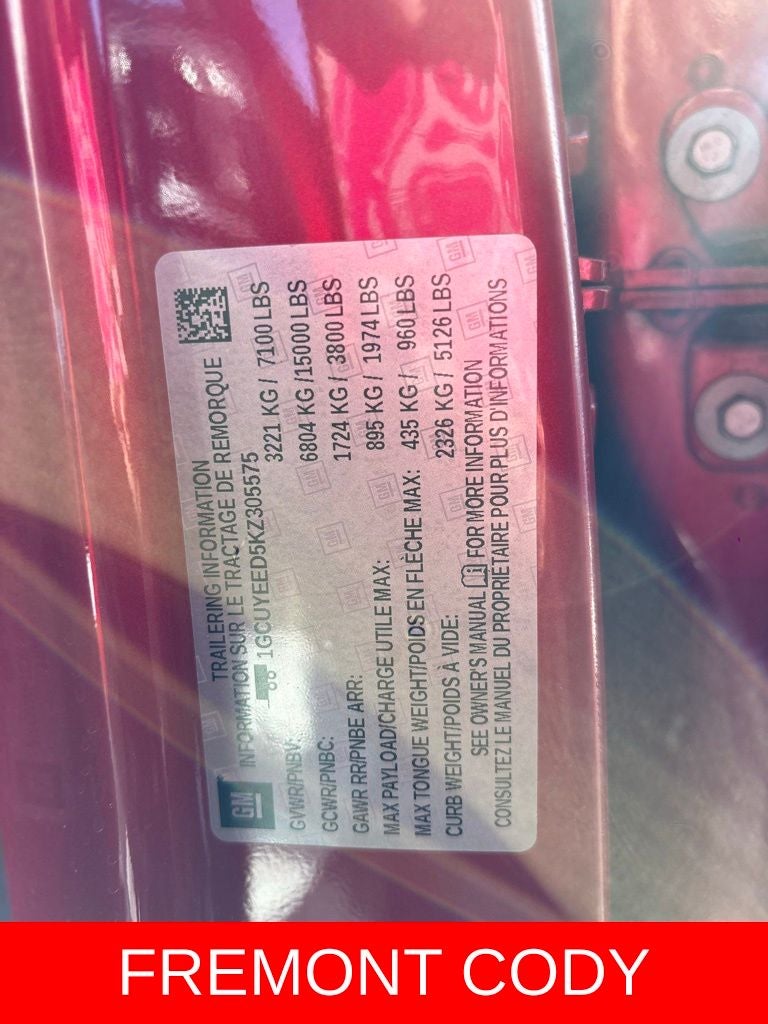 GM
TRAILERING INFORMATION
INFORMATION SUR LE TRACTAGE DE REMORQUE
1GCUYEED5KZ305575
GVWR/PNBV: 3221 KG / 7100 LBS
GCWR/PNBC: 6804 KG /15000 LBS
GAWR RR/PNBE ARR: 1724 KG / 3800 LBS
MAX PAYLOAD/CHARGE UTILE MAX: 895 KG / 1974 LBS
MAX TONGUE WEIGHT/POIDS EN FLÈCHE MAX: 435 KG / 960 LBS
CURB WEIGHT/POIDS À VIDE: 2326 KG / 5126 LBS
SEE OWNER'S MANUAL FOR MORE INFORMATION
CONSULTEZ LE MANUEL DU PROPRIÉTAIRE POUR PLUS D'INFORMATIONS
FREMONT CODY